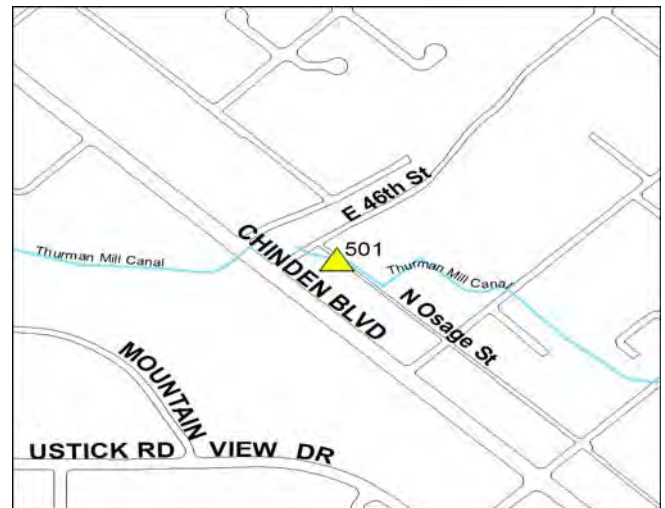 E 46th St
CHINDEN BLVD
501
Thurman Mill Canal
Thurman Mill Canal
N Osage St
MOUNTAIN
USTICK RD VIEW DR